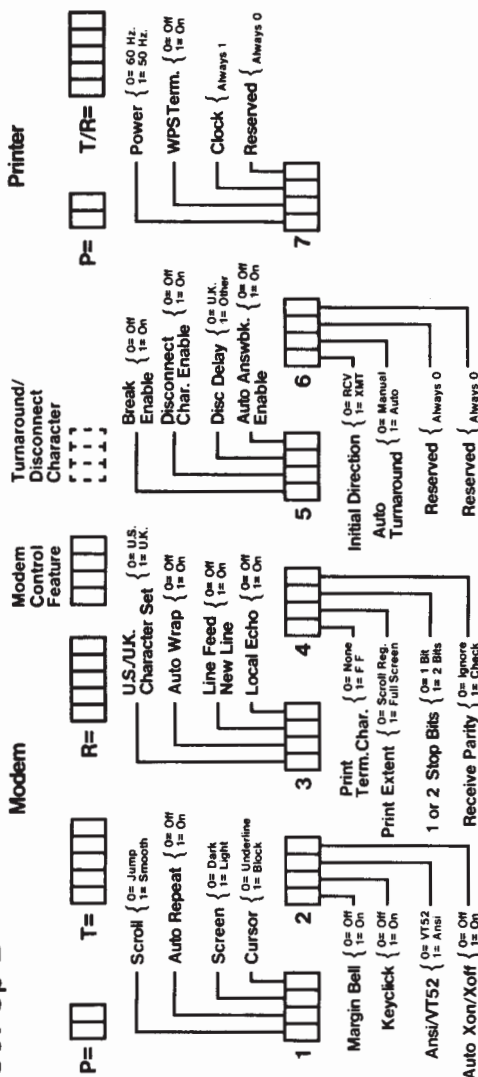 Modem
Modem
Control
Feature
Turnaround/
Disconnect
Character
Printer
P=
T=
R=
P=
T/R=
Scroll { 0= Jump
1= Smooth
Auto Repeat { 0= Off
1= On
Screen { 0= Dark
1= Light
Cursor { 0= Underline
1= Block
1
2
Margin Bell { 0= Off
1= On
Keyclick { 0= Off
1= On
Ansi/VT52 { 0= VT52
1= Ansi
Auto Xon/Xoff { 0= Off
1= On
U.S./U.K.
Character Set { 0= U.S.
1= U.K.
Auto Wrap { 0= Off
1= On
Line Feed
New Line { 0= Off
1= On
Local Echo { 0= Off
1= On
3
4
Print
Term. Char. { 0= None
1= F F
Print Extent { 0= Scroll Reg.
1= Full Screen
1 or 2 Stop Bits { 0= 1 Bit
1= 2 Bits
Receive Parity { 0= Ignore
1= Check
Break
Enable { 0= Off
1= On
Disconnect
Char. Enable { 0= Off
1= On
Disc Delay { 0= U.K.
1= Other
Auto Answbk.
Enable { 0= Off
1= On
5
6
Initial Direction { 0= RCV
1= XMT
Auto
Turnaround { 0= Manual
1= Auto
Reserved { Always 0
Reserved { Always 0
Power { 0= 60 Hz.
1= 50 Hz.
WPS Term. { 0= Off
1= On
Clock { Always 1
Reserved { Always 0
7